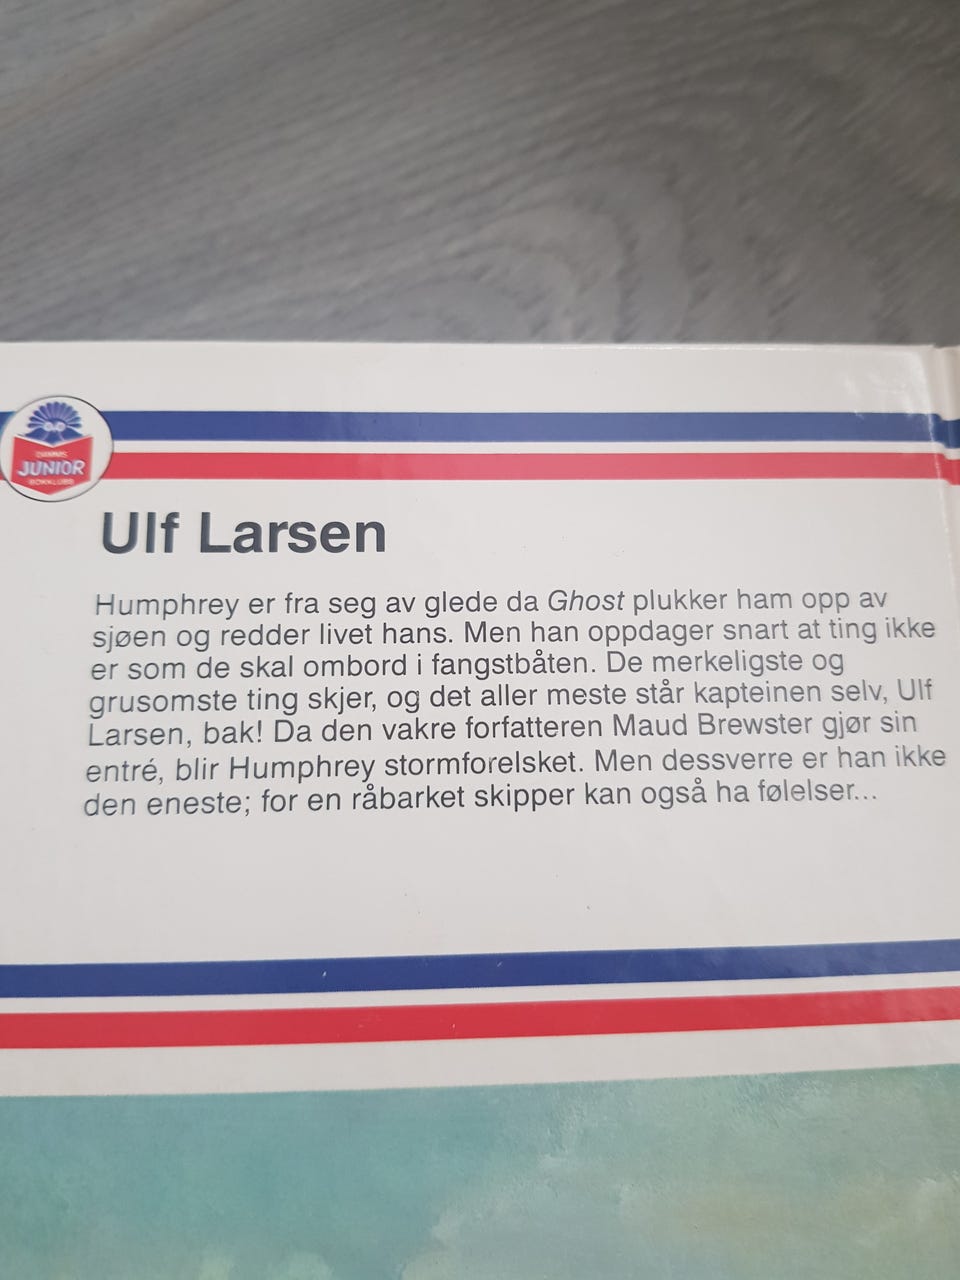 DAMMS
JUNIOR
BOKKLUBB
Ulf Larsen
Humphrey er fra seg av glede da Ghost plukker ham opp av
sjøen og redder livet hans. Men han oppdager snart at ting ikke
er som de skal ombord i fangstbåten. De merkeligste og
grusomste ting skjer, og det aller meste står kapteinen selv, Ulf
Larsen, bak! Da den vakre forfatteren Maud Brewster gjør sin
entré, blir Humphrey stormforelsket. Men dessverre er han ikke
den eneste; for en råbarket skipper kan også ha følelser...